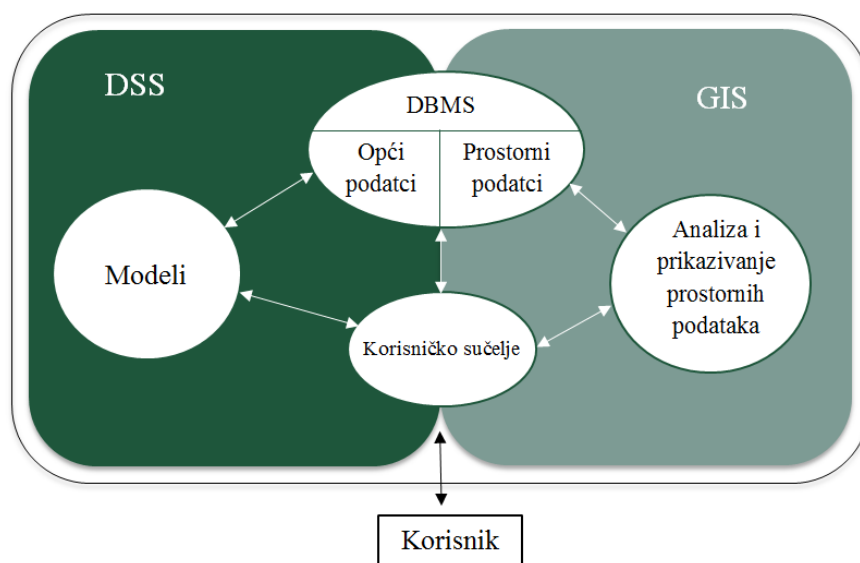 DSS
GIS
DBMS
Opći
podatci
Prostorni
podatci
Modeli
Analiza i
prikazivanje
prostornih
podataka
Korisničko sučelje
Korisnik